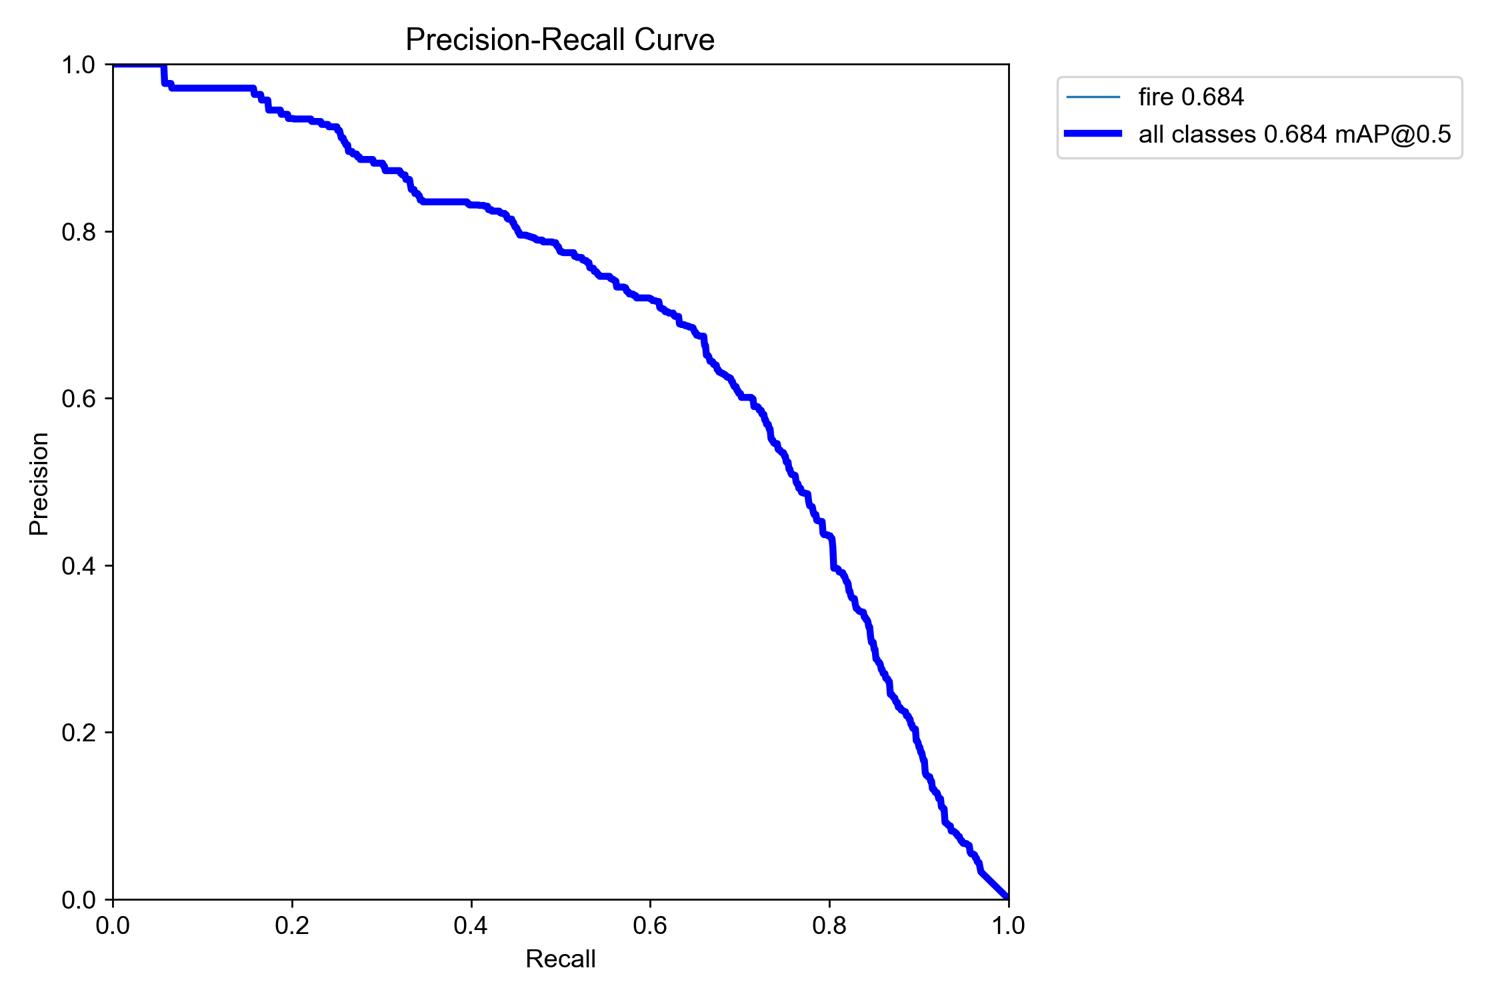 Precision-Recall Curve
fire 0.684
all classes 0.684 mAP@0.5
Precision
1.0
0.8
0.6
0.4
0.2
0.0
0.0 0.2 0.4 0.6 0.8 1.0
Recall